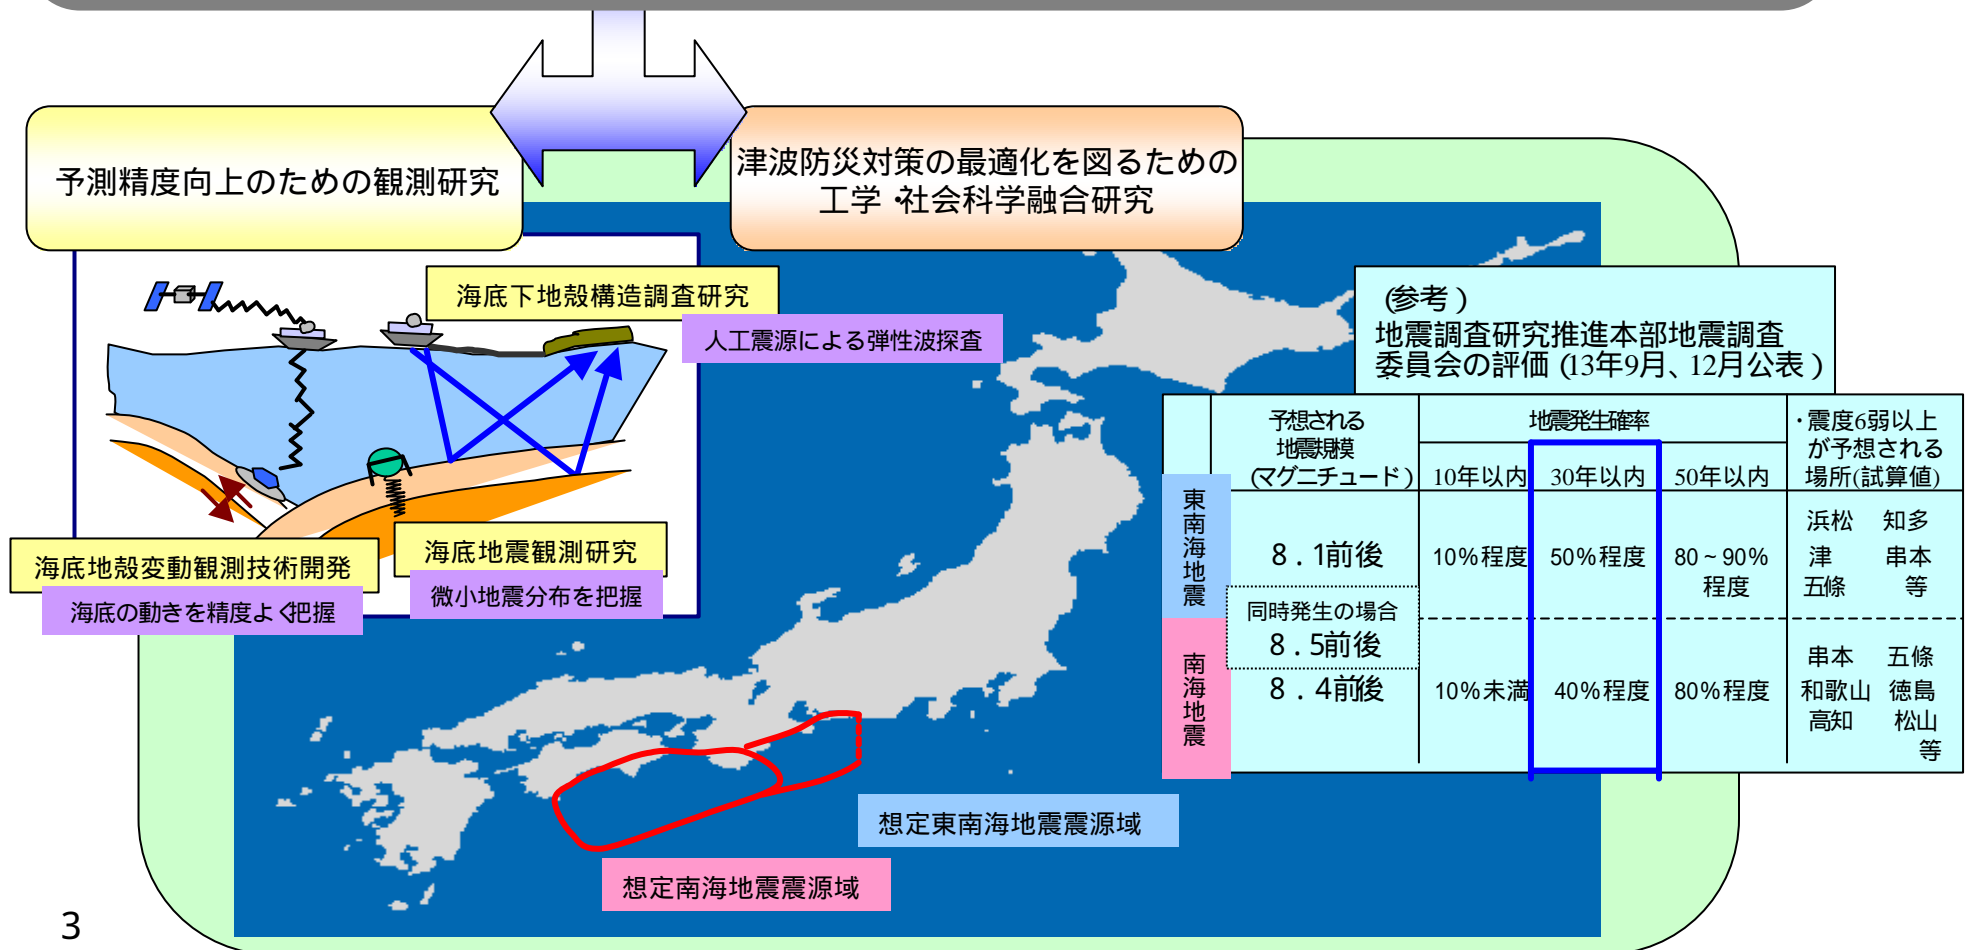 予測精度向上のための観測研究
津波防災対策の最適化を図るための
工学・社会科学融合研究
海底下地殻構造調査研究
人工震源による弾性波探査
海底地殻変動観測技術開発
海底の動きを精度よく把握
海底地震観測研究
微小地震分布を把握
(参考)
地震調査研究推進本部地震調査
委員会の評価(13年9月、12月公表)
予想される
地震規模
(マグニチュード)
地震発生確率
10年以内 30年以内 50年以内
・震度6弱以上
が予想される
場所(試算値)
東南海地震
8.1前後
10%程度 50%程度 80~90%
程度
浜松 知多
津 串本
五條 等
同時発生の場合
8.5前後
南海地震
8.4前後
10%未満 40%程度 80%程度
串本 五條
和歌山 徳島
高知 松山
等
想定東南海地震震源域
想定南海地震震源域
3